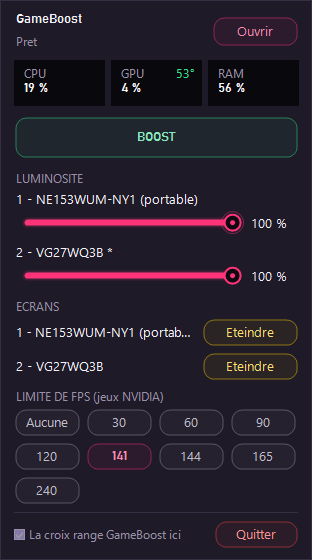 GameBoost
Pret
Ouvrir
CPU
19 %
GPU 53°
4 %
RAM
56 %
BOOST
LUMINOSITE
1 - NE153WUM-NY1 (portable)
100 %
2 - VG27WQ3B *
100 %
ECRANS
1 - NE153WUM-NY1 (portab...
Eteindre
2 - VG27WQ3B
Eteindre
LIMITE DE FPS (jeux NVIDIA)
Aucune 30 60 90
120 141 144 165
240
La croix range GameBoost ici
Quitter